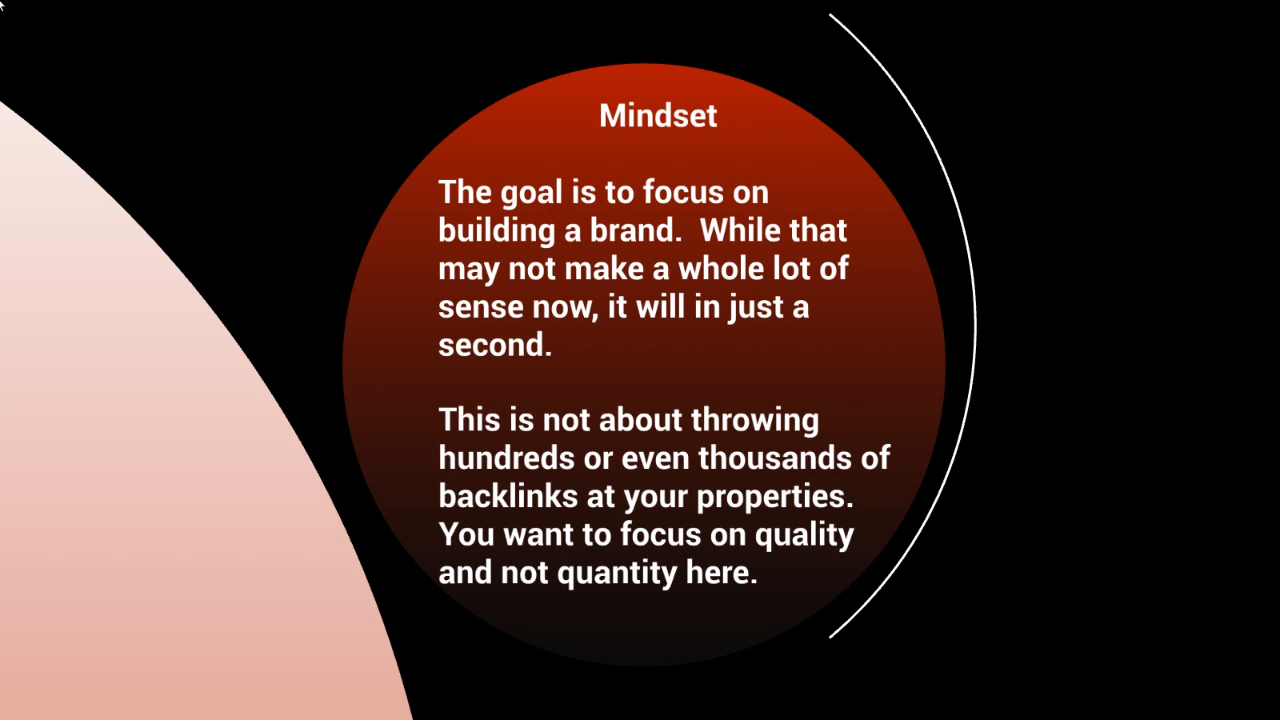 Mindset
The goal is to focus on
building a brand.  While that
may not make a whole lot of
sense now, it will in just a
second.
This is not about throwing
hundreds or even thousands of
backlinks at your properties.
You want to focus on quality
and not quantity here.